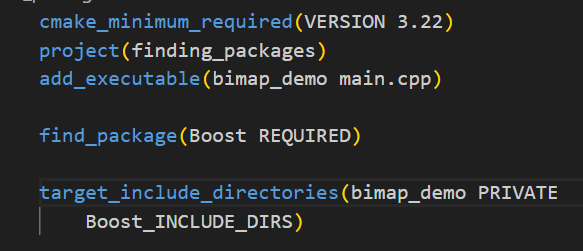 cmake_minimum_required(VERSION 3.22)
project(finding_packages)
add_executable(bimap_demo main.cpp)
find_package(Boost REQUIRED)
target_include_directories(bimap_demo PRIVATE
Boost_INCLUDE_DIRS)